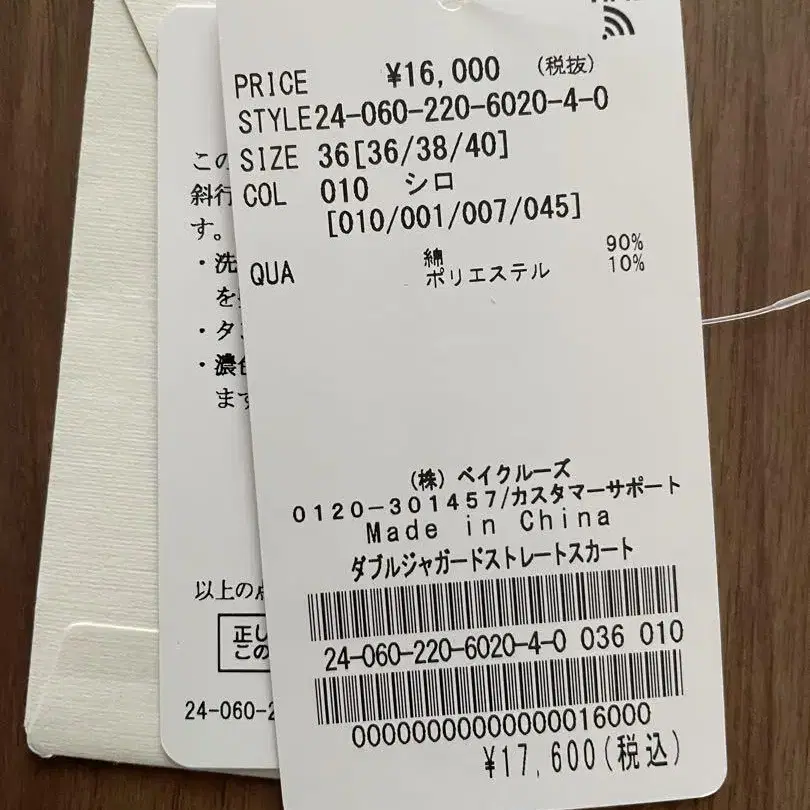 PRICE ¥16,000 (税抜)
STYLE 24-060-220-6020-4-0
SIZE 36[36/38/40]
COL 010 シロ
[010/001/007/045]
QUA 綿 90%
ポリエステル 10%
(株) ベイクルーズ
0120-301457/カスタマーサポート
Made in China
ダブルジャガードストレートスカート
24-060-220-6020-4-0 036 010
00000000000000016000
¥17,600(税込)
この
斜行
す。
・洗
を
・タ
・濃色
ます
以上の点
正し
この
24-060-2